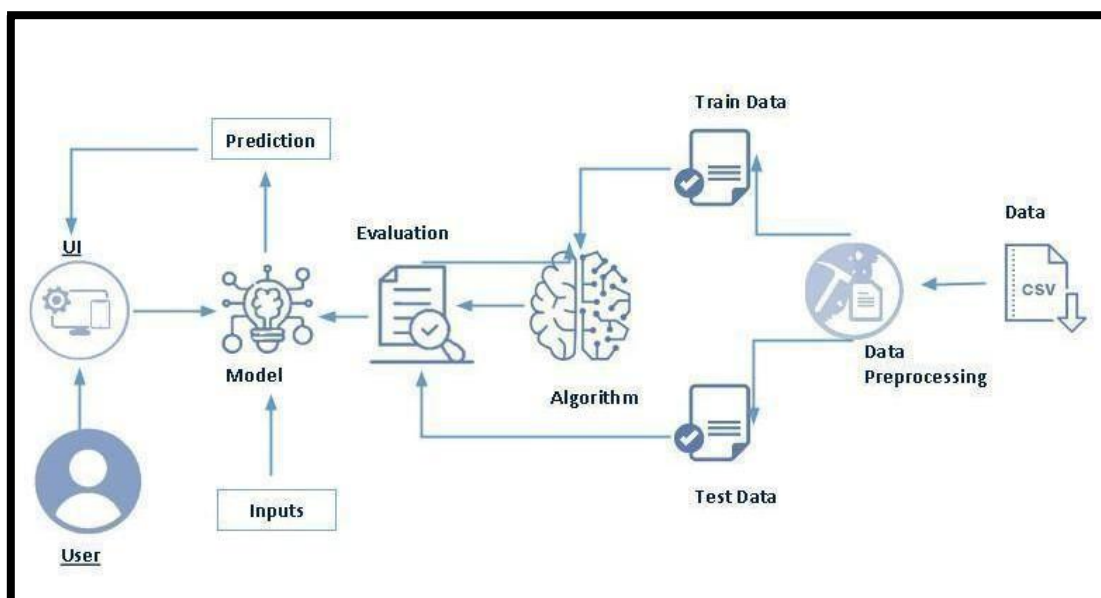 Train Data
Prediction
Data
UI
Evaluation
CSV
Model
Data
Preprocessing
Algorithm
Test Data
Inputs
User